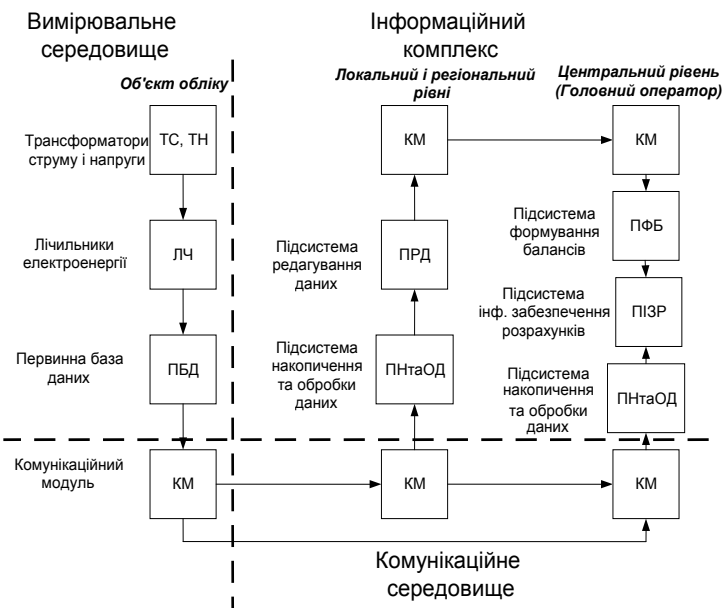 Вимірювальне
середовище
Інформаційний
комплекс
Об'єкт обліку
Локальний і регіональний
рівні
Центральний рівень
(Головний оператор)
Трансформатори
струму і напруги
ТС, ТН
КМ
КМ
Лічильники
електроенергії
ЛЧ
Підсистема
редагування
даних
ПРД
Підсистема
формування
балансів
ПФБ
Підсистема
інф. забезпечення
розрахунків
ПІЗР
Первинна база
даних
ПБД
Підсистема
накопичення
та обробки
даних
ПНтаОД
Підсистема
накопичення
та обробки
даних
ПНтаОД
Комунікаційний
модуль
КМ
КМ
КМ
Комунікаційне
середовище